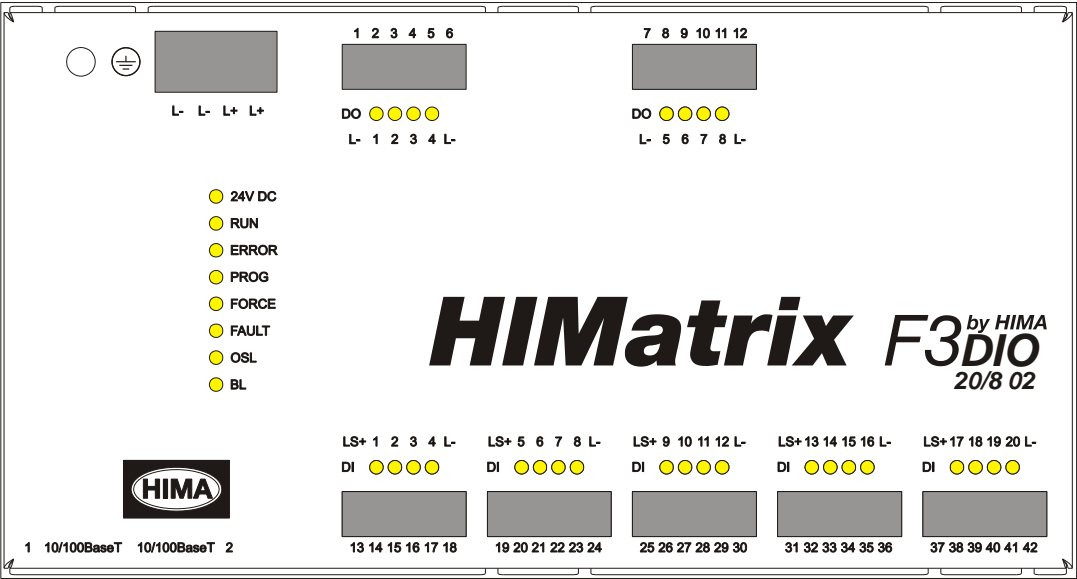 1 2 3 4 5 6
7 8 9 10 11 12
L- L- L+ L+
DO
L- 1 2 3 4 L-
DO
L- 5 6 7 8 L-
24V DC
RUN
ERROR
PROG
FORCE
FAULT
OSL
BL
HIMatrix F3 by HIMA
DIO
20/8 02
LS+ 1 2 3 4 L-
DI
13 14 15 16 17 18
LS+ 5 6 7 8 L-
DI
19 20 21 22 23 24
LS+ 9 10 11 12 L-
DI
25 26 27 28 29 30
LS+ 13 14 15 16 L-
DI
31 32 33 34 35 36
LS+ 17 18 19 20 L-
DI
37 38 39 40 41 42
HIMA
1 10/100BaseT 10/100BaseT 2